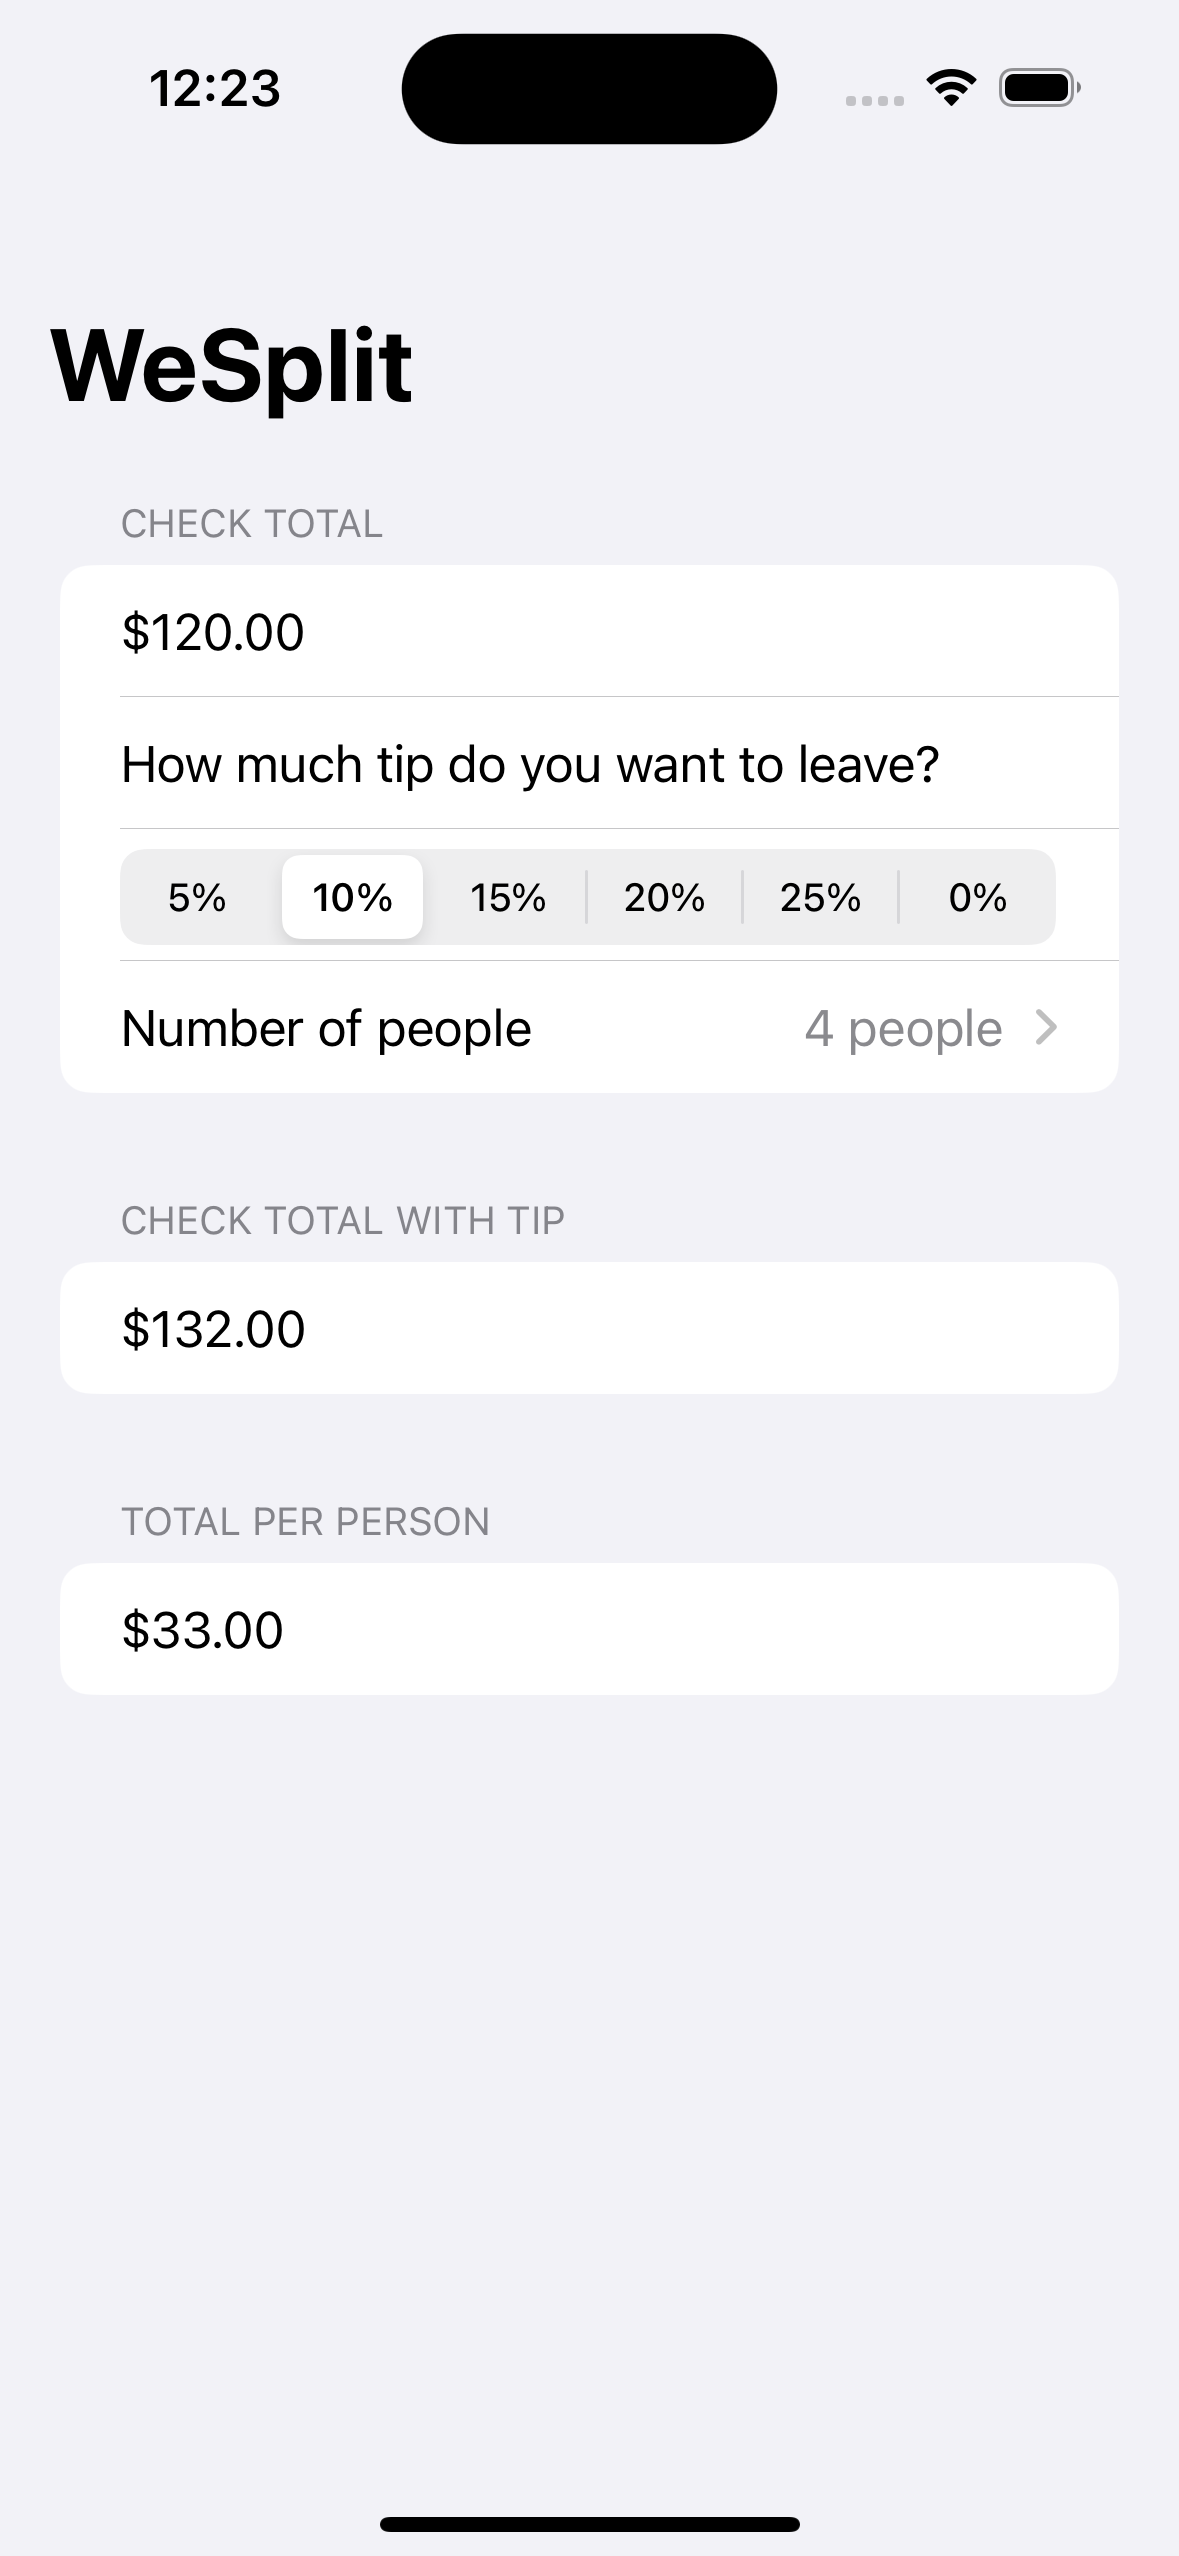 12:23
WeSplit
CHECK TOTAL
$120.00
How much tip do you want to leave?
5% 10% 15% 20% 25% 0%
Number of people 4 people
CHECK TOTAL WITH TIP
$132.00
TOTAL PER PERSON
$33.00